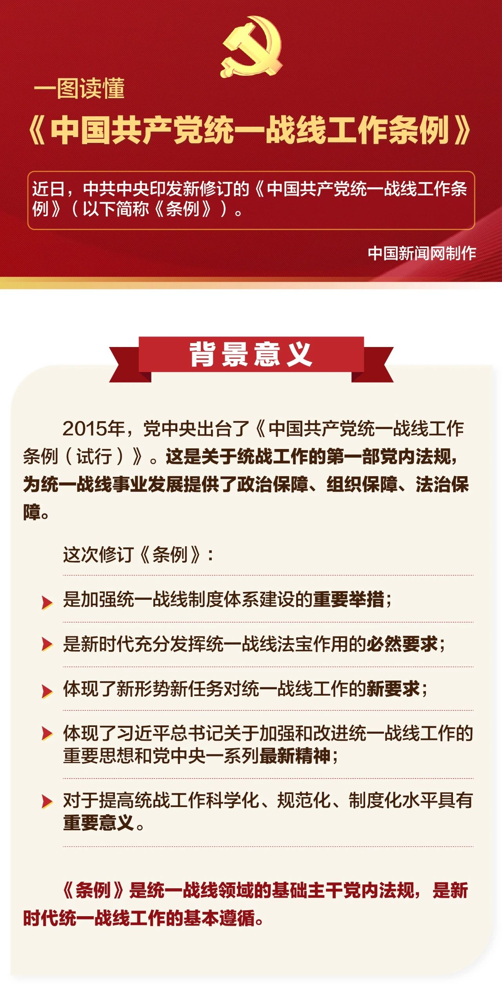 一图读懂
《中国共产党统一战线工作条例》
近日，中共中央印发新修订的《中国共产党统一战线工作条
例》（以下简称《条例》）。
中国新闻网制作
背景意义
2015年，党中央出台了《中国共产党统一战线工作
条例（试行）》。这是关于统战工作的第一部党内法规，
为统一战线事业发展提供了政治保障、组织保障、法治保
障。
这次修订《条例》：
是加强统一战线制度体系建设的重要举措；
是新时代充分发挥统一战线法宝作用的必然要求；
体现了新形势新任务对统一战线工作的新要求；
体现了习近平总书记关于加强和改进统一战线工作的
重要思想和党中央一系列最新精神；
对于提高统战工作科学化、规范化、制度化水平具有
重要意义。
《条例》是统一战线领域的基础主干党内法规，是新
时代统一战线工作的基本遵循。